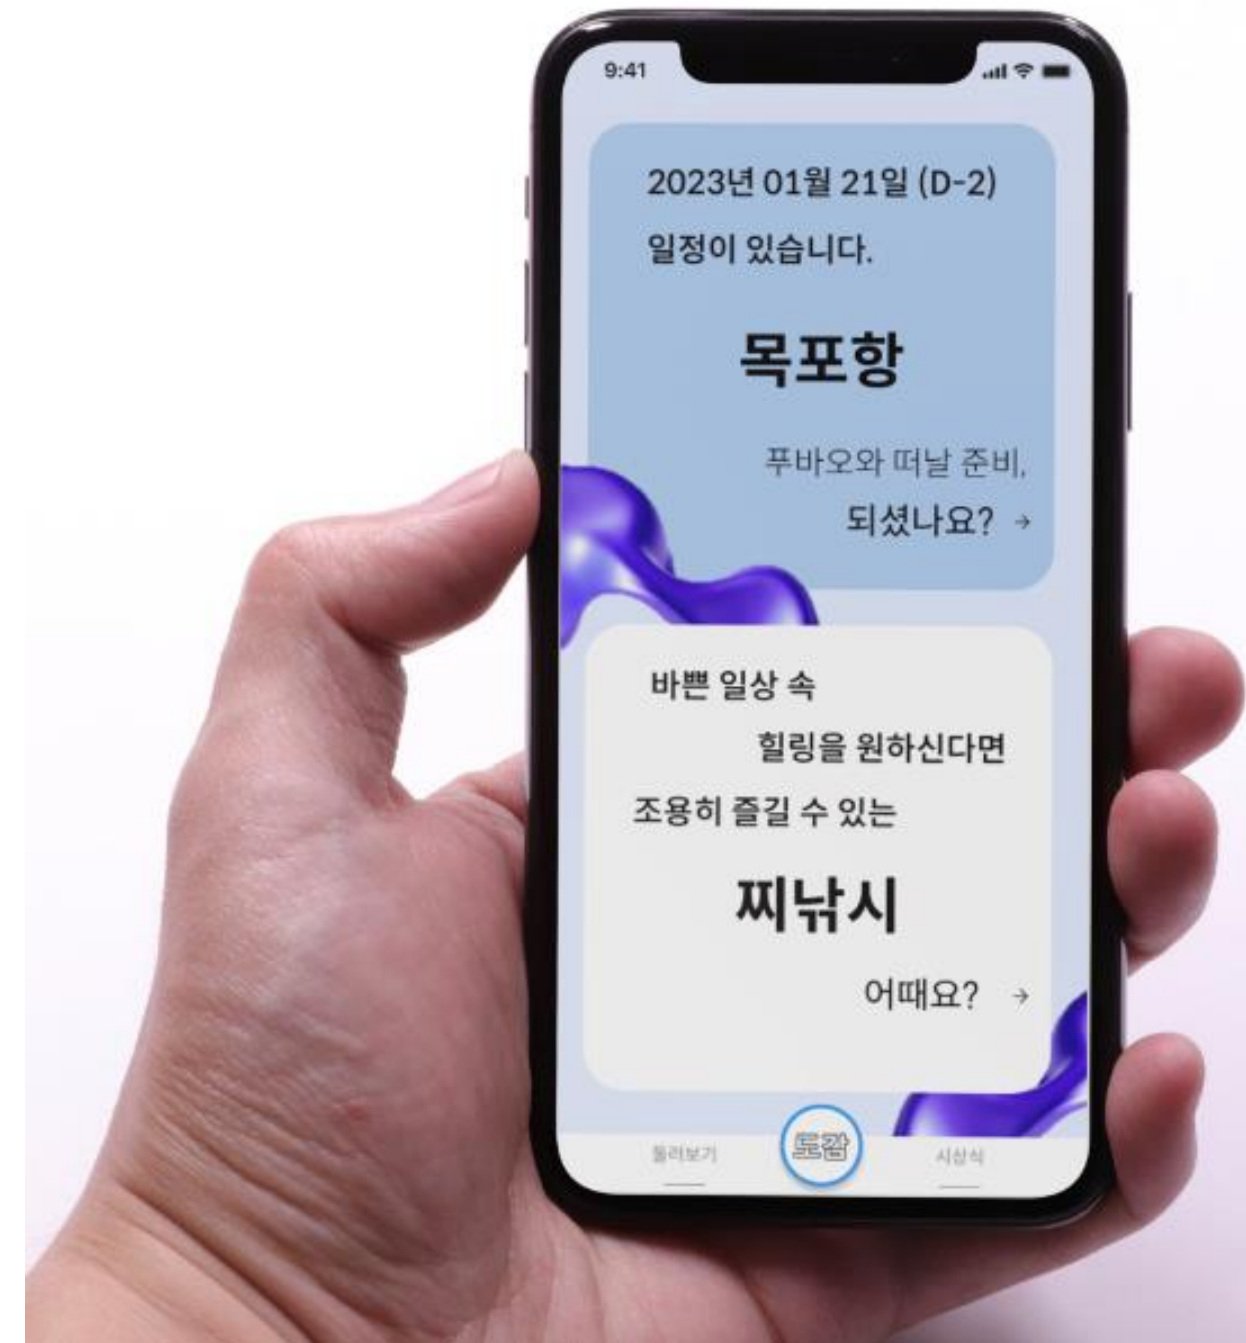 9:41
2023년 01월 21일 (D-2)
일정이 있습니다.
목포항
푸바오와 떠날 준비,
되셨나요? →
바쁜 일상 속
힐링을 원하신다면
조용히 즐길 수 있는
찌낚시
어때요? →
둘러보기
도감
시상식